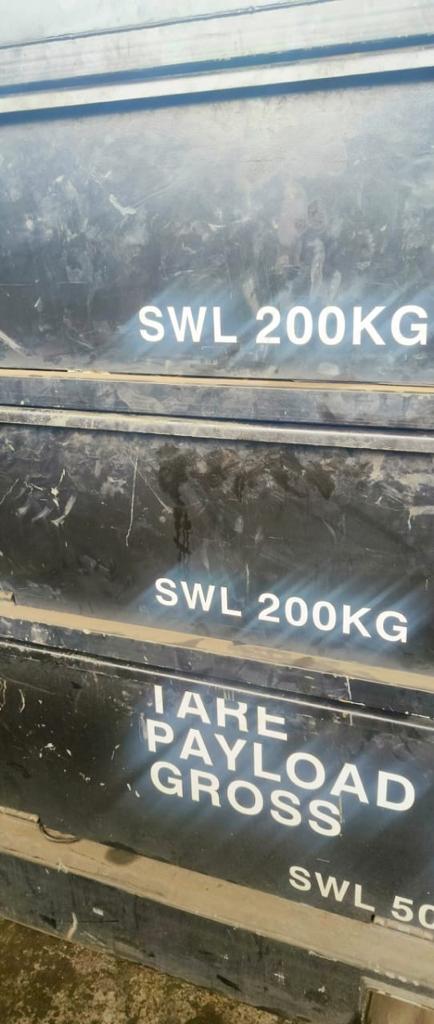 SWL 200KG
SWL 200KG
TARE
PAYLOAD
GROSS
SWL 50